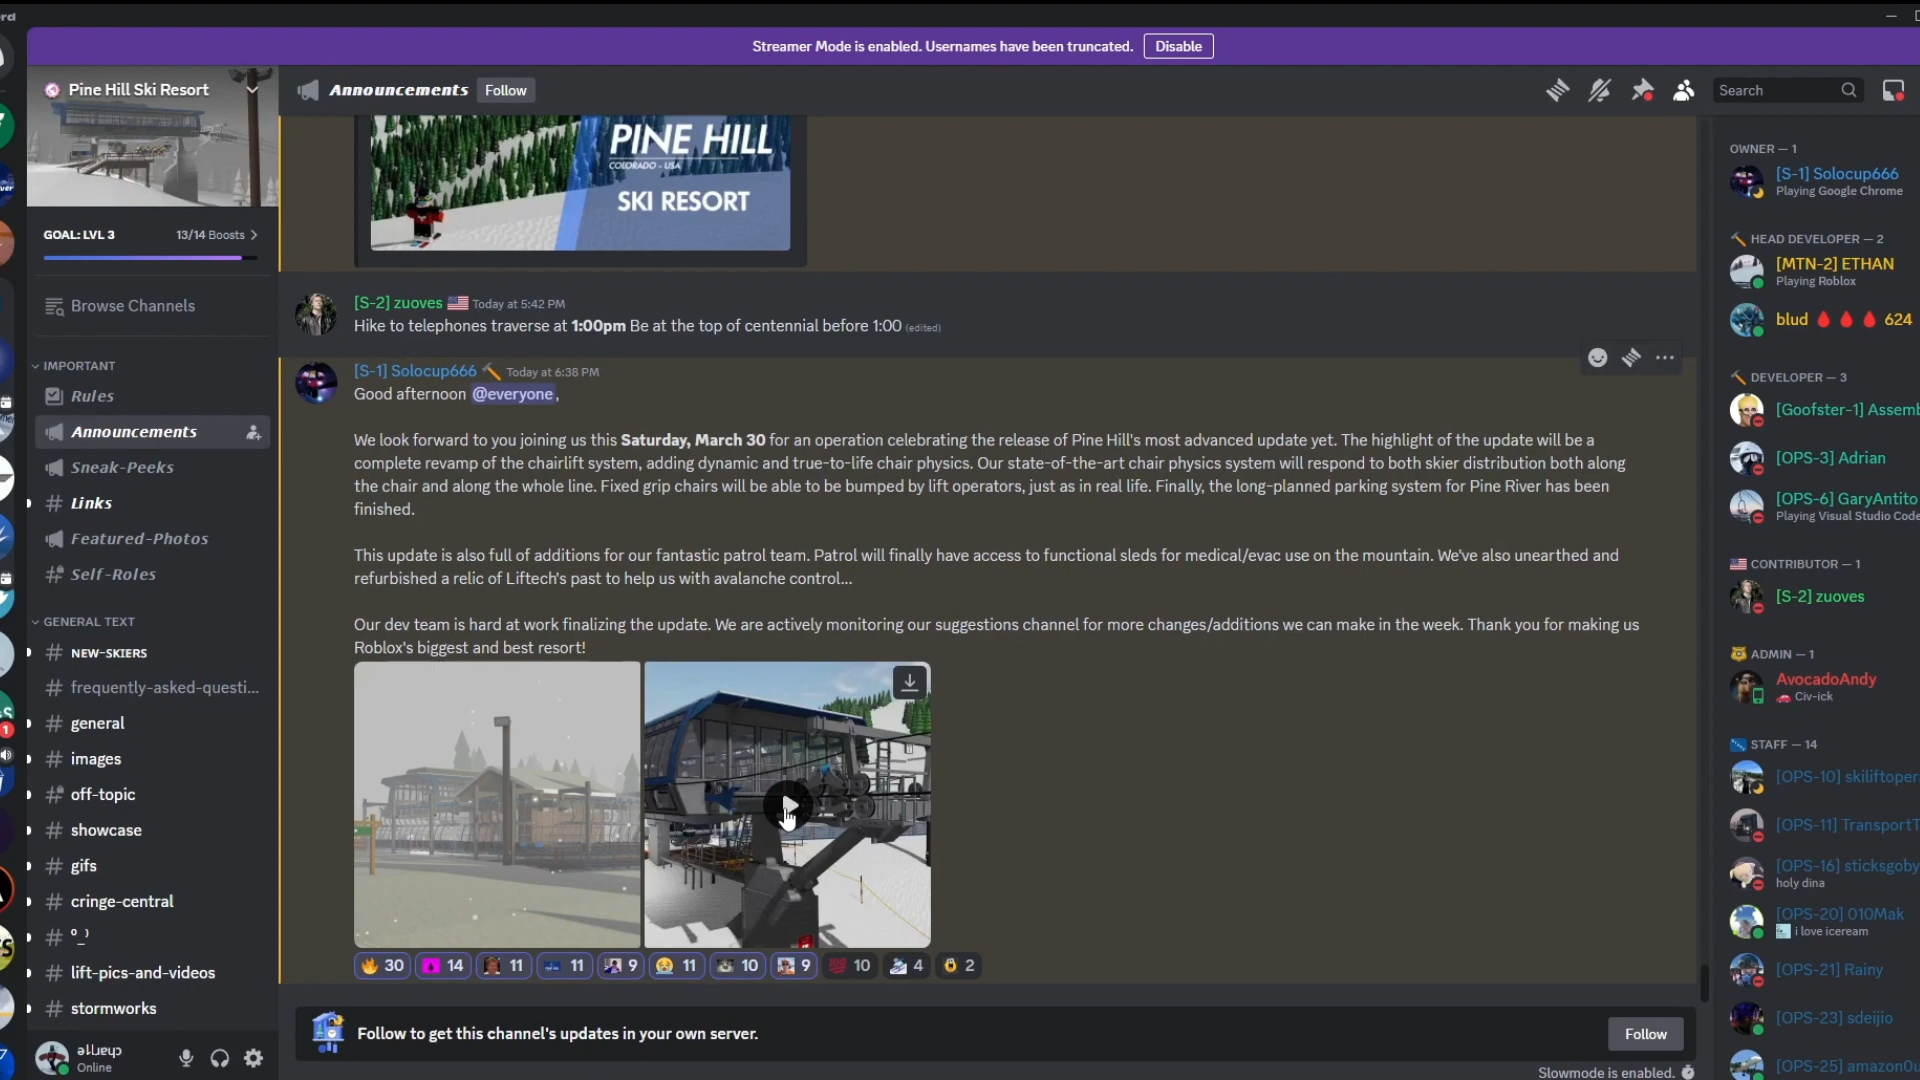 Streamer Mode is enabled. Usernames have been truncated.
Disable
Pine Hill Ski Resort
GOAL: LVL 3
13/14 Boosts
Browse Channels
IMPORTANT
Rules
Announcements
Sneak-Peeks
Links
Featured-Photos
Self-Roles
GENERAL TEXT
NEW-SKIERS
frequently-asked-questi...
general
images
off-topic
showcase
gifs
cringe-central
lift-pics-and-videos
stormworks
Online
Announcements
Follow
Search
PINE HILL
COLORADO - USA
SKI RESORT
[S-2] zuoves
Today at 5:42 PM
Hike to telephones traverse at 1:00pm Be at the top of centennial before 1:00 (edited)
[S-1] Solocup666
Today at 6:38 PM
Good afternoon @everyone,
We look forward to you joining us this Saturday, March 30 for an operation celebrating the release of Pine Hill's most advanced update yet. The highlight of the update will be a
complete revamp of the chairlift system, adding dynamic and true-to-life chair physics. Our state-of-the-art chair physics system will respond to both skier distribution both along
the chair and along the whole line. Fixed grip chairs will be able to be bumped by lift operators, just as in real life. Finally, the long-planned parking system for Pine River has been
finished.
This update is also full of additions for our fantastic patrol team. Patrol will finally have access to functional sleds for medical/evac use on the mountain. We've also unearthed and
refurbished a relic of Liftech's past to help us with avalanche control...
Our dev team is hard at work finalizing the update. We are actively monitoring our suggestions channel for more changes/additions we can make in the week. Thank you for making us
Roblox's biggest and best resort!
30
14
11
11
9
11
10
9
10
4
2
Follow to get this channel's updates in your own server.
Follow
Slowmode is enabled.
OWNER — 1
[S-1] Solocup666
Playing Google Chrome
HEAD DEVELOPER — 2
[MTN-2] ETHAN
Playing Roblox
blud 🩸🩸🩸 624
DEVELOPER — 3
[Goofster-1] Assemb
[OPS-3] Adrian
[OPS-6] GaryAntito
Playing Visual Studio Code
CONTRIBUTOR — 1
[S-2] zuoves
ADMIN — 1
AvocadoAndy
Civ-ick
STAFF — 14
[OPS-10] skiliftoper
[OPS-11] TransportT
[OPS-16] sticksgoby
holy dina
[OPS-20] 010Mak
i love iceream
[OPS-21] Rainy
[OPS-23] sdeijio
[OPS-25] amazon0u